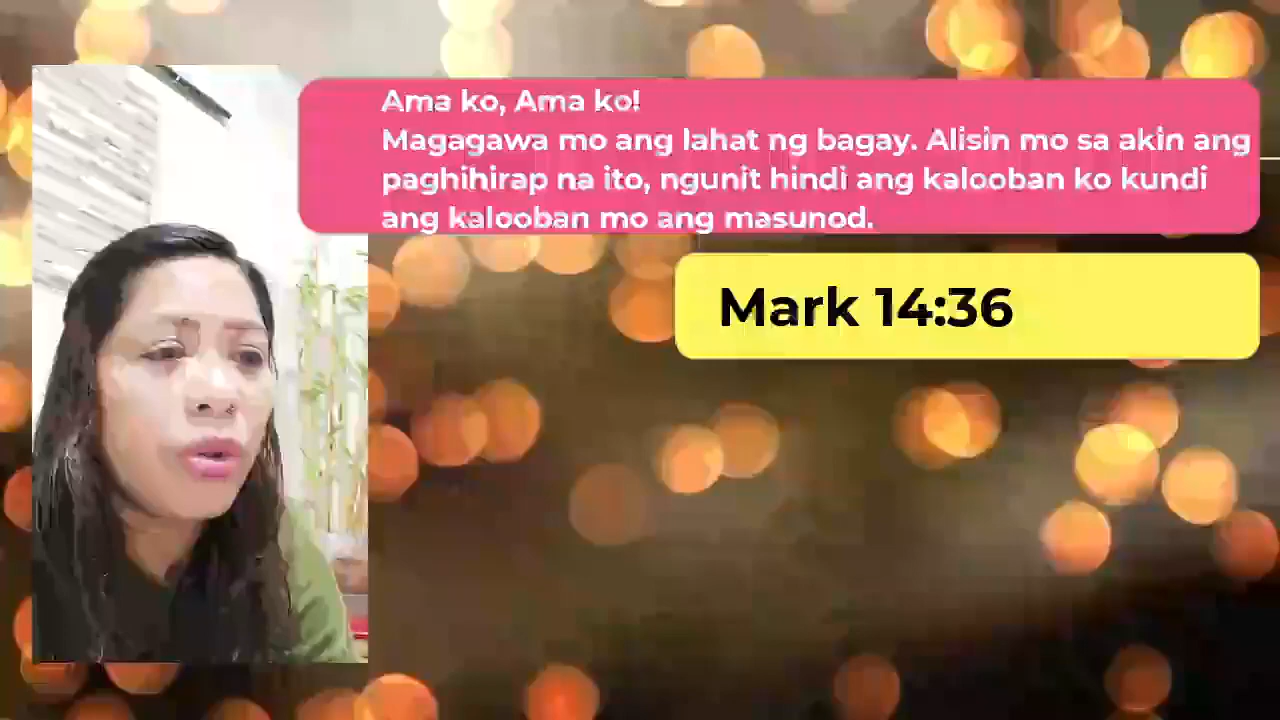 Ama ko, Ama ko!
Magagawa mo ang lahat ng bagay. Alisin mo sa akin ang
paghihirap na ito, ngunit hindi ang kalooban ko kundi
ang kalooban mo ang masunod.
Mark 14:36